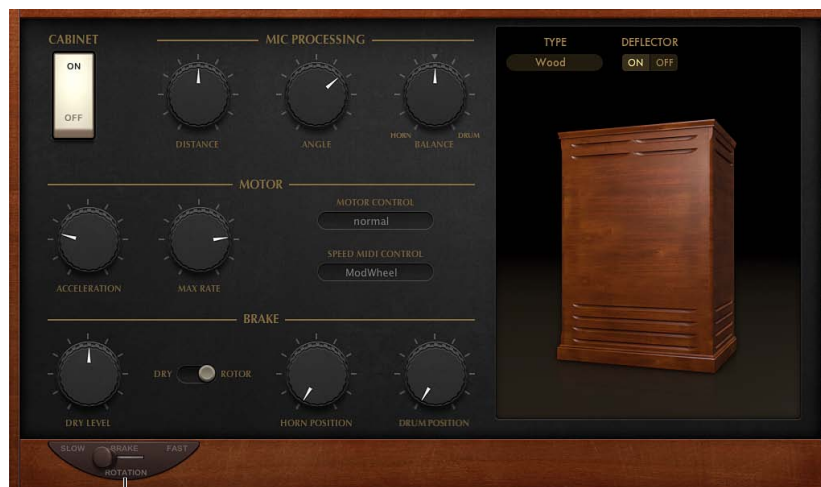 CABINET
MIC PROCESSING
ON
OFF
DISTANCE
ANGLE
HORN
DRUM
BALANCE
TYPE
DEFLECTOR
Wood
ON OFF
MOTOR
ACCELERATION
MAX RATE
MOTOR CONTROL
normal
SPEED MIDI CONTROL
ModWheel
BRAKE
DRY LEVEL
DRY
ROTOR
HORN POSITION
DRUM POSITION
SLOW BRAKE FAST
ROTATION